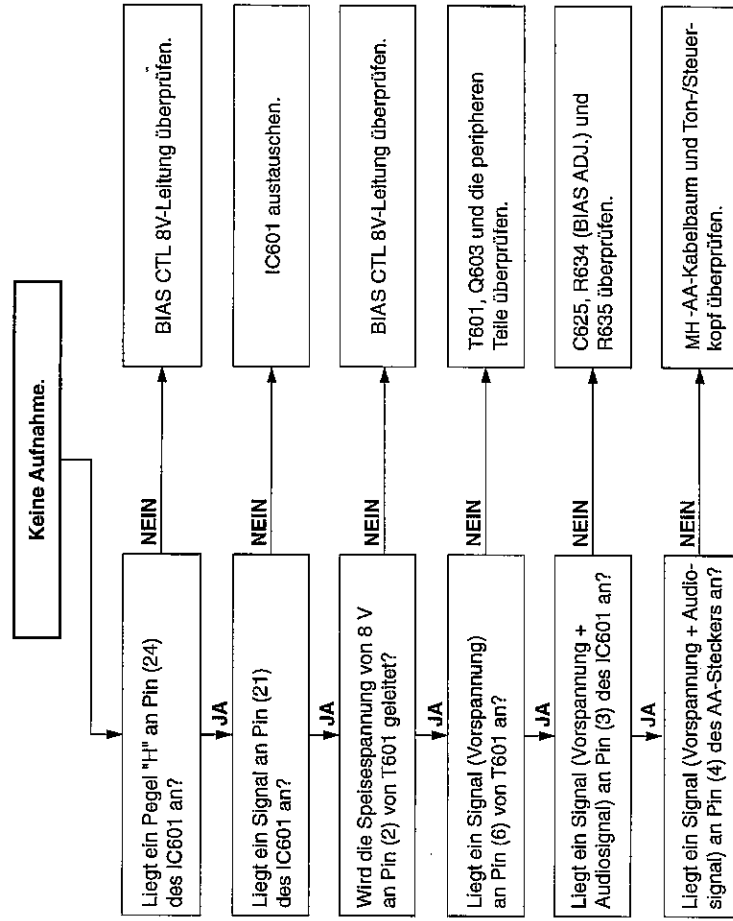 Keine Aufnahme.
Liegt ein Pegel "H" an Pin (24)
des IC601 an?
NEIN
BIAS CTL 8V-Leitung überprüfen.
JA
Liegt ein Signal an Pin (21)
des IC601 an?
NEIN
IC601 austauschen.
JA
Wird die Speisespannung von 8 V
an Pin (2) von T601 geleitet?
NEIN
BIAS CTL 8V-Leitung überprüfen.
JA
Liegt ein Signal (Vorspannung)
an Pin (6) von T601 an?
NEIN
T601, Q603 und die peripheren
Teile überprüfen.
JA
Liegt ein Signal (Vorspannung +
Audiosignal) an Pin (3) des IC601 an?
NEIN
C625, R634 (BIAS ADJ.) und
R635 überprüfen.
JA
Liegt ein Signal (Vorspannung + Audio-
signal) an Pin (4) des AA-Steckers an?
NEIN
MH -AA-Kabelbaum und Ton-/Steuer-
kopf überprüfen.